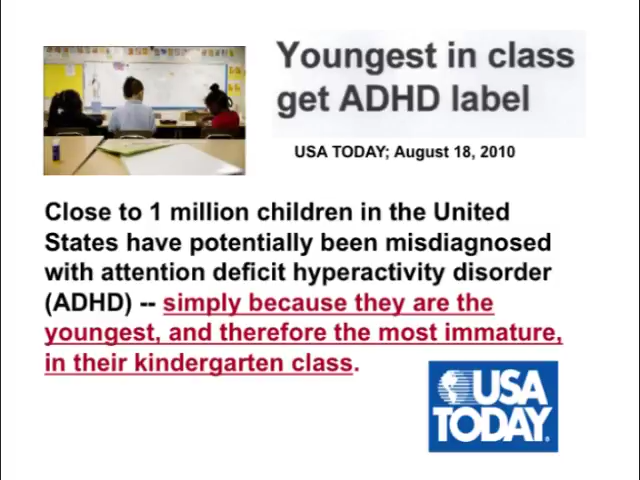 Youngest in class
get ADHD label
USA TODAY; August 18, 2010
Close to 1 million children in the United
States have potentially been misdiagnosed
with attention deficit hyperactivity disorder
(ADHD) -- simply because they are the
youngest, and therefore the most immature,
in their kindergarten class.
USA
TODAY